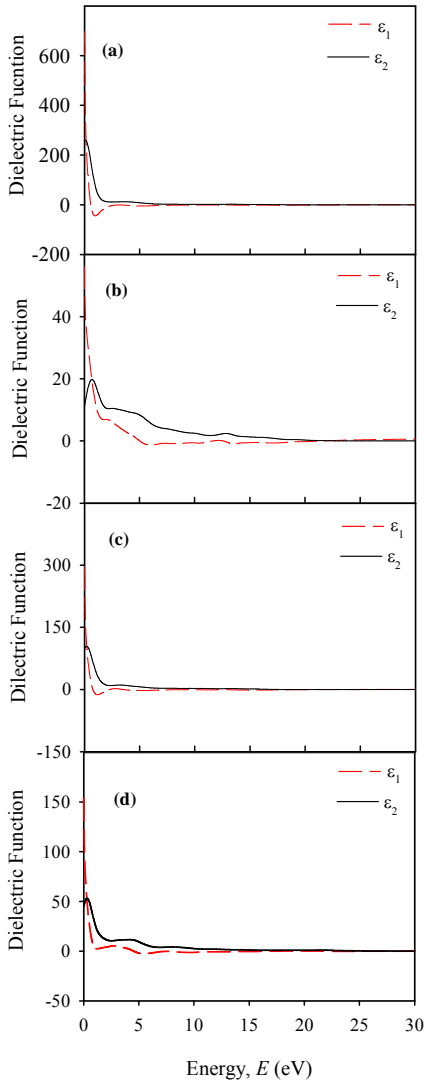 Dielectric Fucntion
600
400
200
0
-200
(a)
ε1
ε2
Dielectric Function
40
20
0
-20
(b)
ε1
ε2
Dilectric Function
300
150
0
-150
(c)
ε1
ε2
Dielectric Function
150
100
50
0
-50
(d)
ε1
ε2
0 5 10 15 20 25 30
Energy, E (eV)